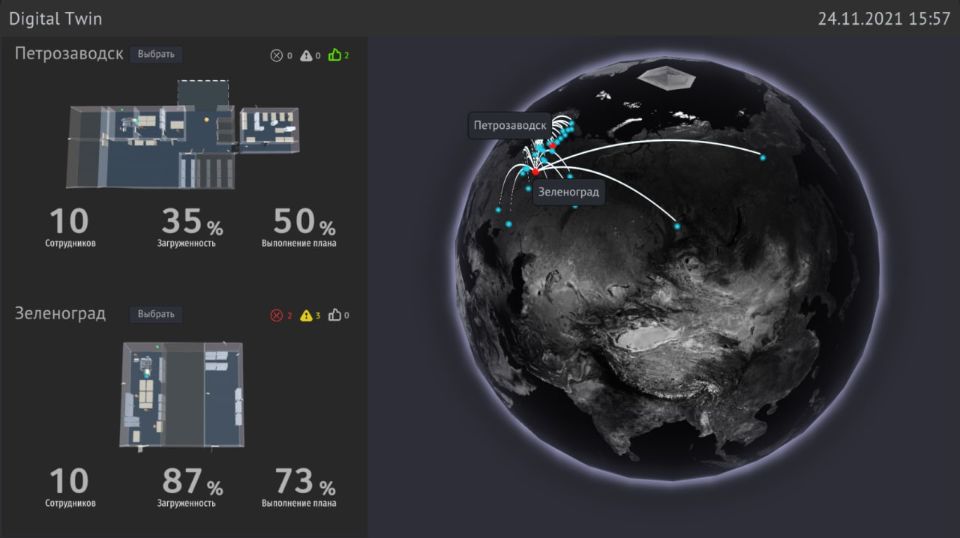 Digital Twin
24.11.2021 15:57
Петрозаводск
Выбрать
0
0
2
10
Сотрудников
35 %
Загруженность
50 %
Выполнение плана
Зеленоград
Выбрать
2
3
0
10
Сотрудников
87 %
Загруженность
73 %
Выполнение плана
Петрозаводск
Зеленоград